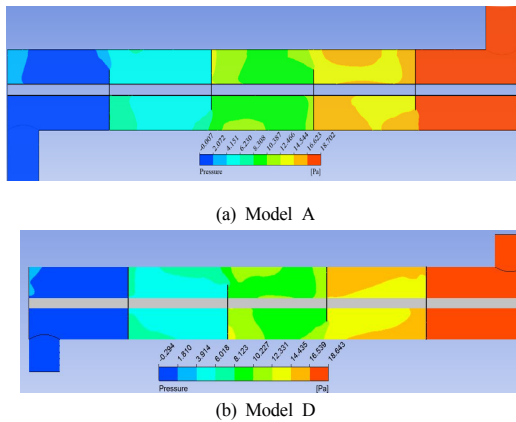 -0.007 2.072 4.151 6.230 8.308 10.387 12.466 14.544 16.623 18.702
Pressure [Pa]
(a) Model A
-0.294 1.810 3.914 6.018 8.123 10.227 12.331 14.435 16.539 18.643
Pressure [Pa]
(b) Model D